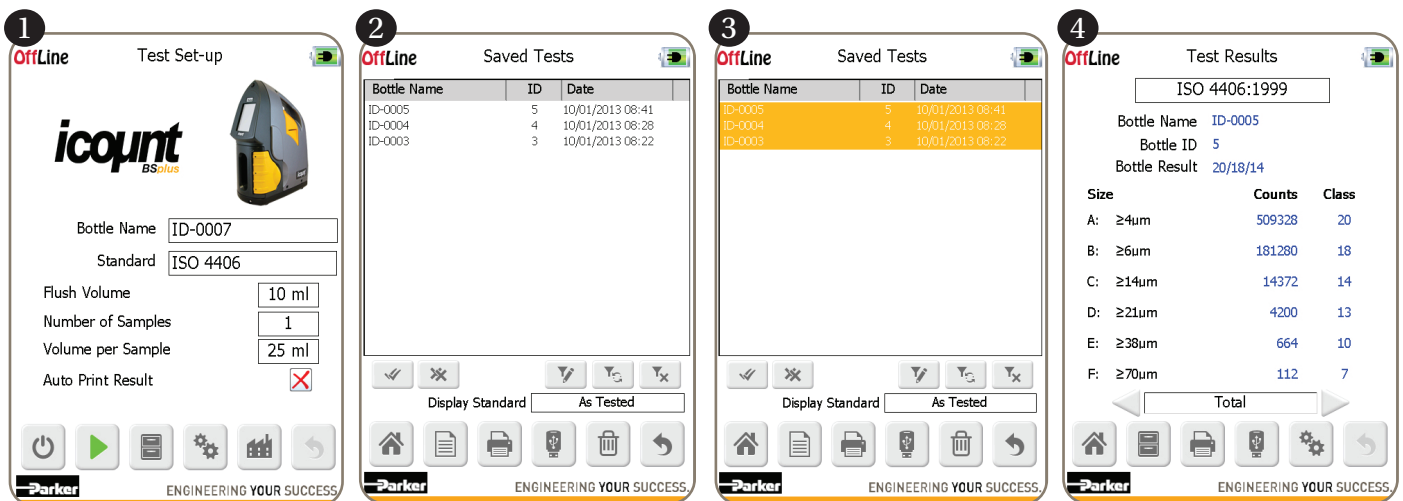 1
OffLine Test Set-up
icount
BSplus
Bottle Name ID-0007
Standard ISO 4406
Flush Volume 10 ml
Number of Samples 1
Volume per Sample 25 ml
Auto Print Result
Parker ENGINEERING YOUR SUCCESS
2
OffLine Saved Tests
Bottle Name ID Date
ID-0005 5 10/01/2013 08:41
ID-0004 4 10/01/2013 08:28
ID-0003 3 10/01/2013 08:22
Display Standard As Tested
Parker ENGINEERING YOUR SUCCESS.
3
OffLine Saved Tests
Bottle Name ID Date
ID-0005 5 10/01/2013 08:41
ID-0004 4 10/01/2013 08:28
ID-0003 3 10/01/2013 08:22
Display Standard As Tested
Parker ENGINEERING YOUR SUCCESS.
4
OffLine Test Results
ISO 4406:1999
Bottle Name ID-0005
Bottle ID 5
Bottle Result 20/18/14
Size Counts Class
A: ≥4µm 509328 20
B: ≥6µm 181280 18
C: ≥14µm 14372 14
D: ≥21µm 4200 13
E: ≥38µm 664 10
F: ≥70µm 112 7
Total
Parker ENGINEERING YOUR SUCCESS.